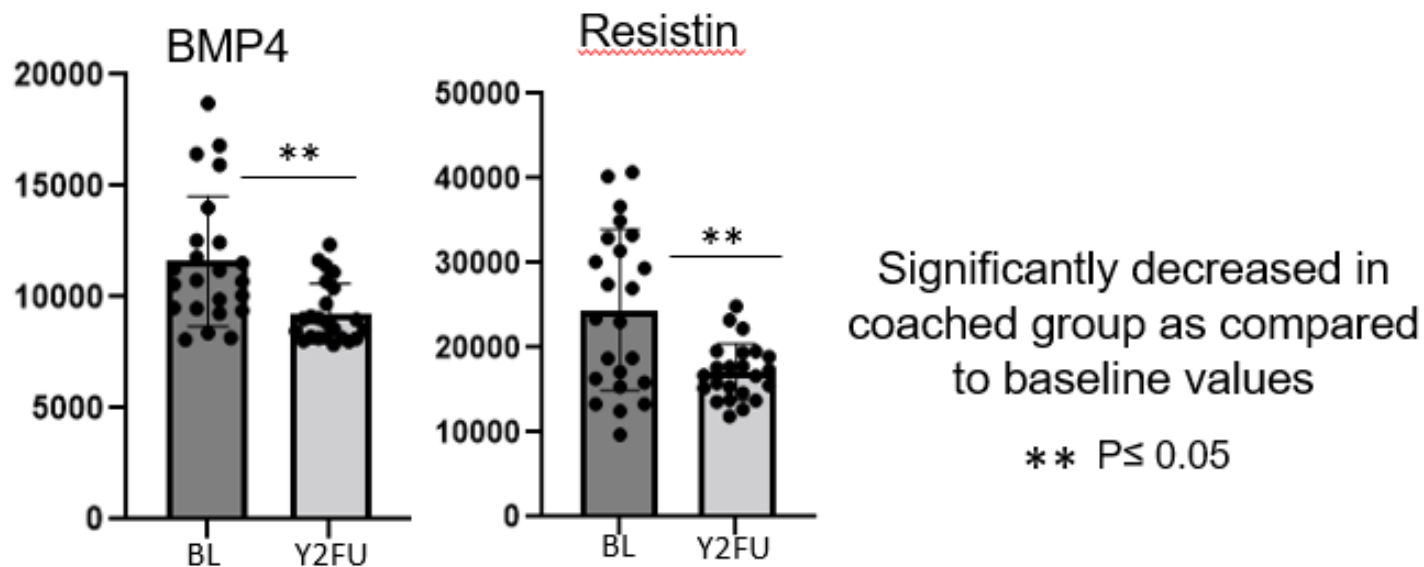 BMP4
20000
15000
10000
5000
0
**
BL Y2FU
Resistin
50000
40000
30000
20000
10000
0
**
BL Y2FU
Significantly decreased in
coached group as compared
to baseline values
** P≤ 0.05